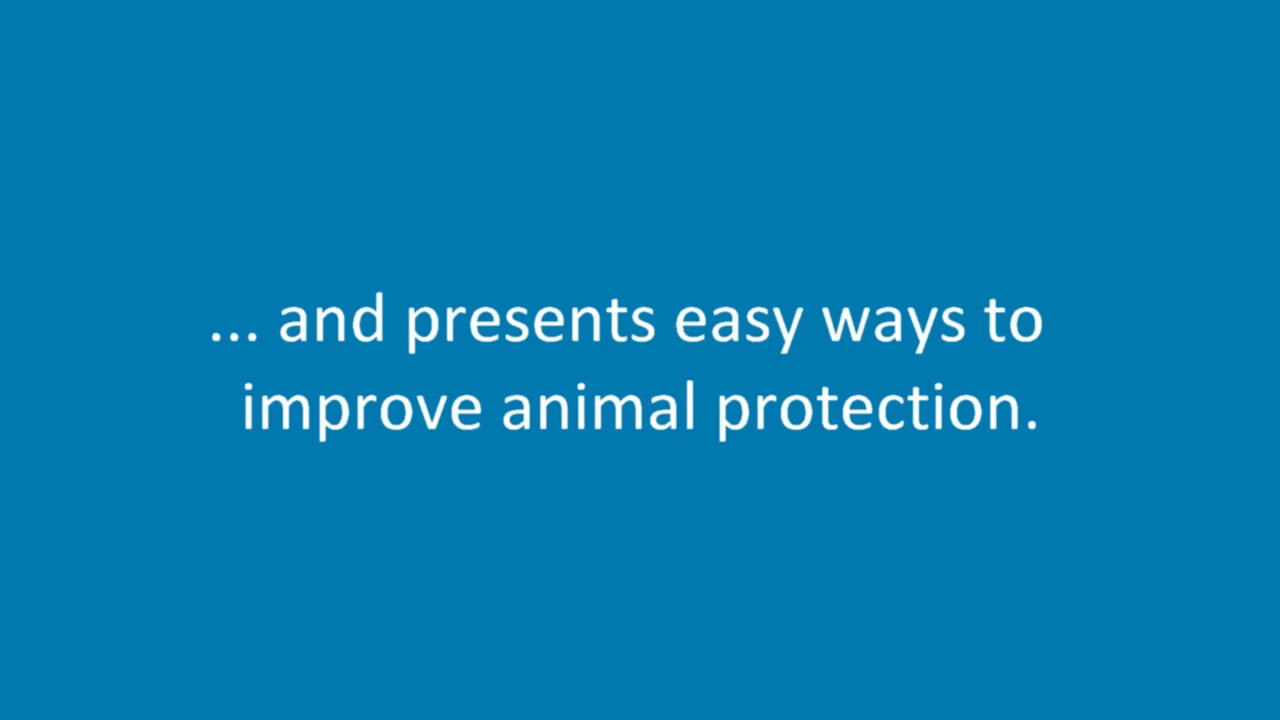 ... and presents easy ways to
improve animal protection.